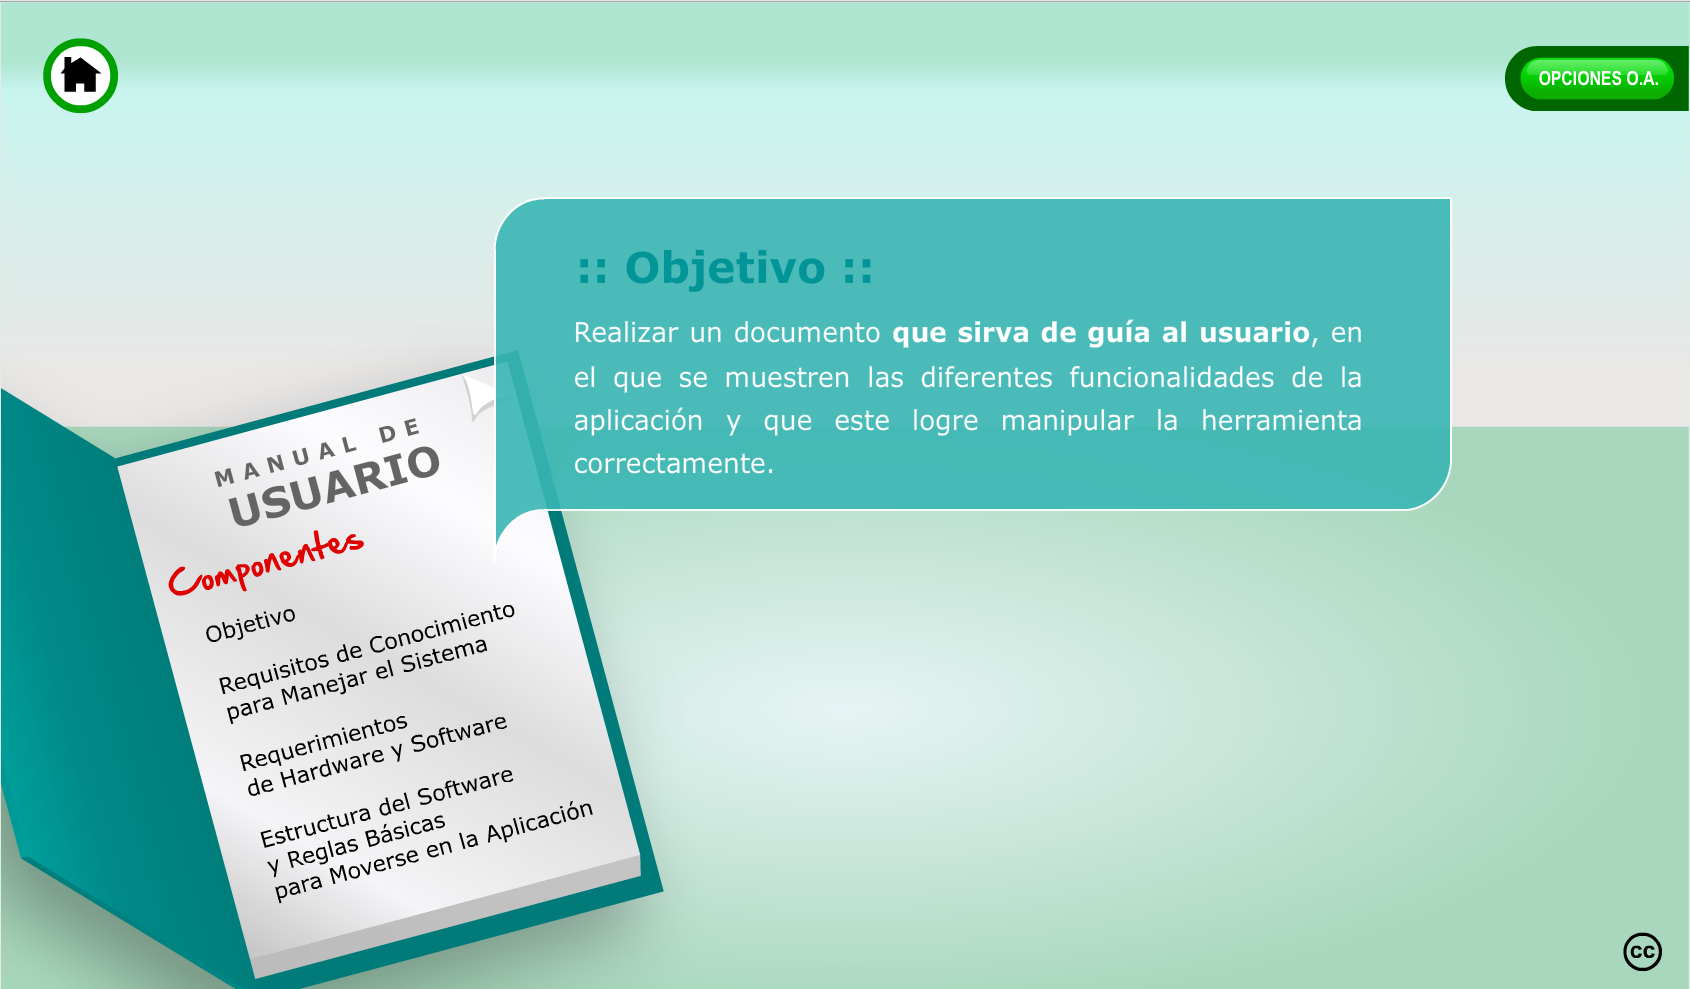 OPCIONES O.A.
:: Objetivo ::
Realizar un documento que sirva de guía al usuario, en
el que se muestren las diferentes funcionalidades de la
aplicación y que este logre manipular la herramienta
correctamente.
MANUAL DE
USUARIO
Componentes
Objetivo
Requisitos de Conocimiento
para Manejar el Sistema
Requerimientos
de Hardware y Software
Estructura del Software
y Reglas Básicas
para Moverse en la Aplicación
cc